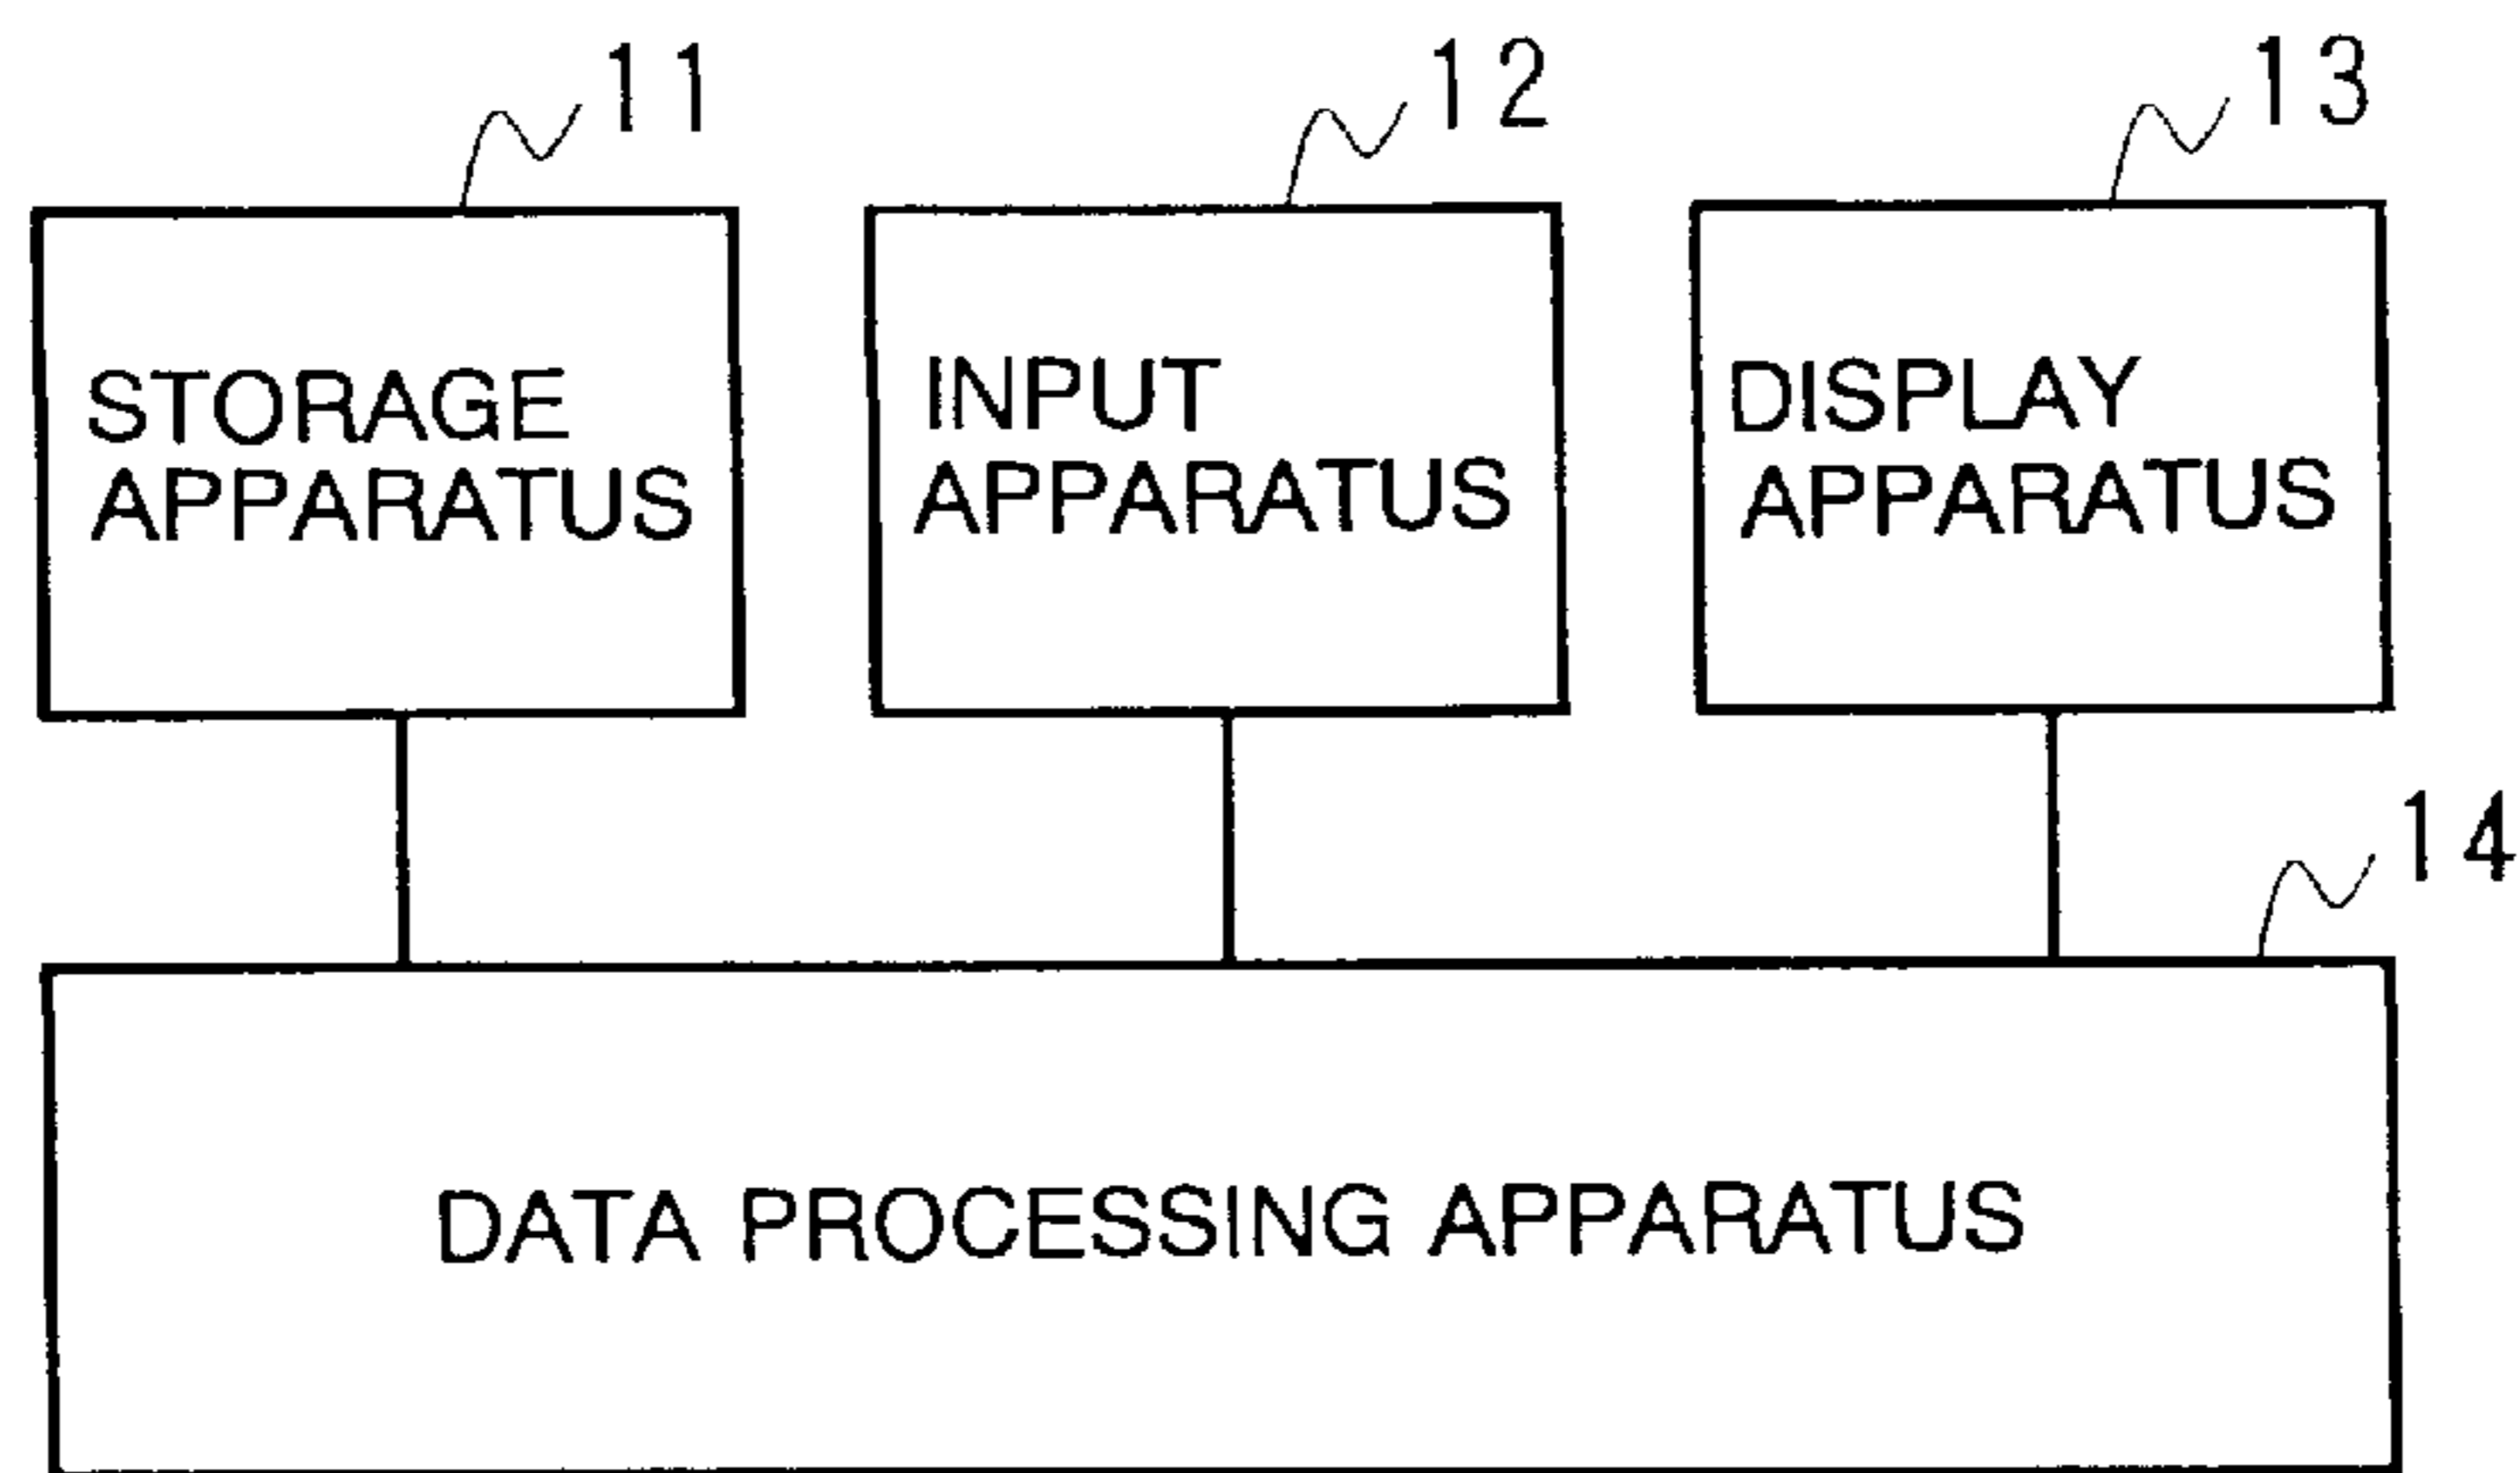 11
12
13
STORAGE
APPARATUS
INPUT
APPARATUS
DISPLAY
APPARATUS
14
DATA PROCESSING APPARATUS